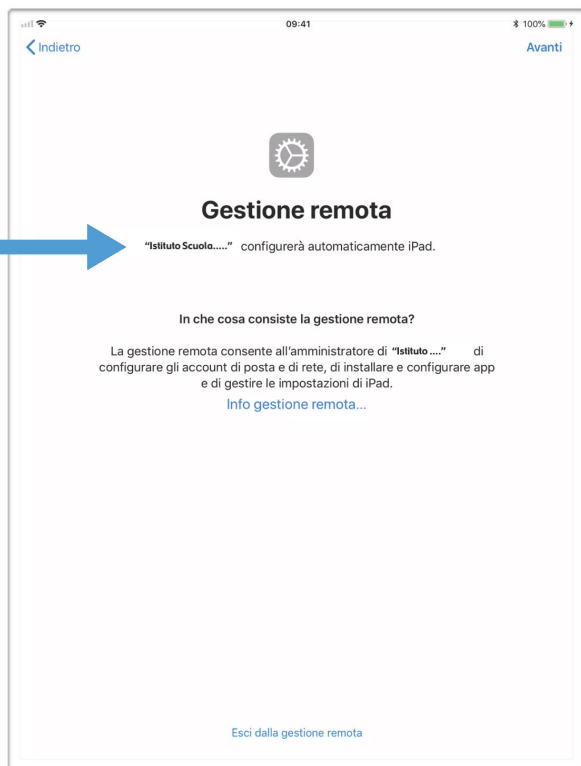 09:41
100%
Indietro
Avanti
Gestione remota
"Istituto Scuola....." configurerà automaticamente iPad.
In che cosa consiste la gestione remota?
La gestione remota consente all'amministratore di "Istituto ...." di
configurare gli account di posta e di rete, di installare e configurare app
e di gestire le impostazioni di iPad.
Info gestione remota...
Esci dalla gestione remota